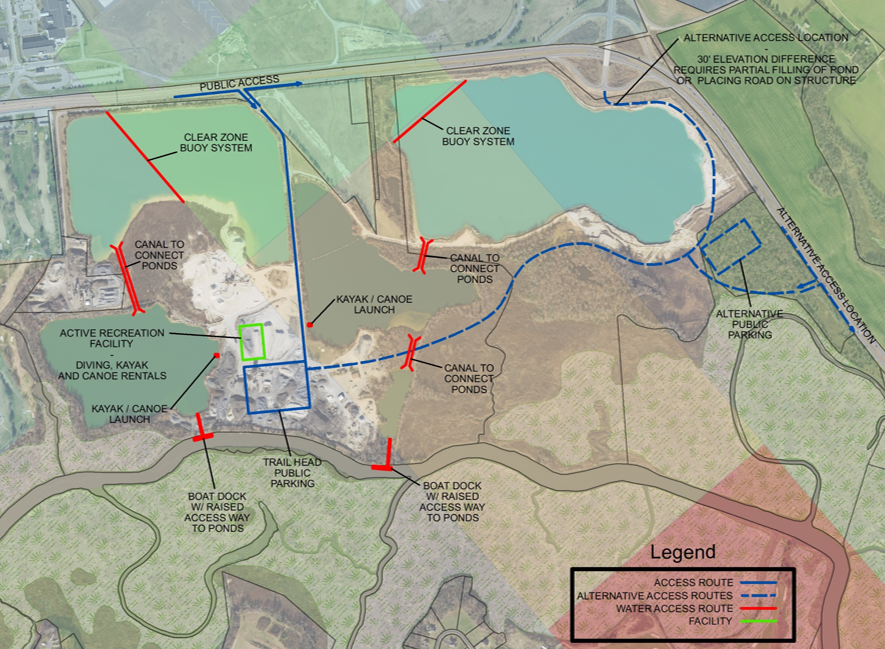 ALTERNATIVE ACCESS LOCATION
-
30' ELEVATION DIFFERENCE
REQUIRES PARTIAL FILLING OF POND
OR PLACING ROAD ON STRUCTURE
PUBLIC ACCESS
CLEAR ZONE
BUOY SYSTEM
CLEAR ZONE
BUOY SYSTEM
CANAL TO
CONNECT
PONDS
CANAL TO
CONNECT
PONDS
ALTERNATIVE ACCESS LOCATION
KAYAK / CANOE
LAUNCH
ALTERNATIVE
PUBLIC
PARKING
ACTIVE RECREATION
FACILITY
-
DIVING, KAYAK
AND CANOE RENTALS
CANAL TO
CONNECT
PONDS
KAYAK / CANOE
LAUNCH
TRAIL HEAD
PUBLIC
PARKING
BOAT DOCK
W/ RAISED
ACCESS WAY
TO PONDS
BOAT DOCK
W/ RAISED
ACCESS WAY
TO PONDS
Legend
ACCESS ROUTE
ALTERNATIVE ACCESS ROUTES
WATER ACCESS ROUTE
FACILITY